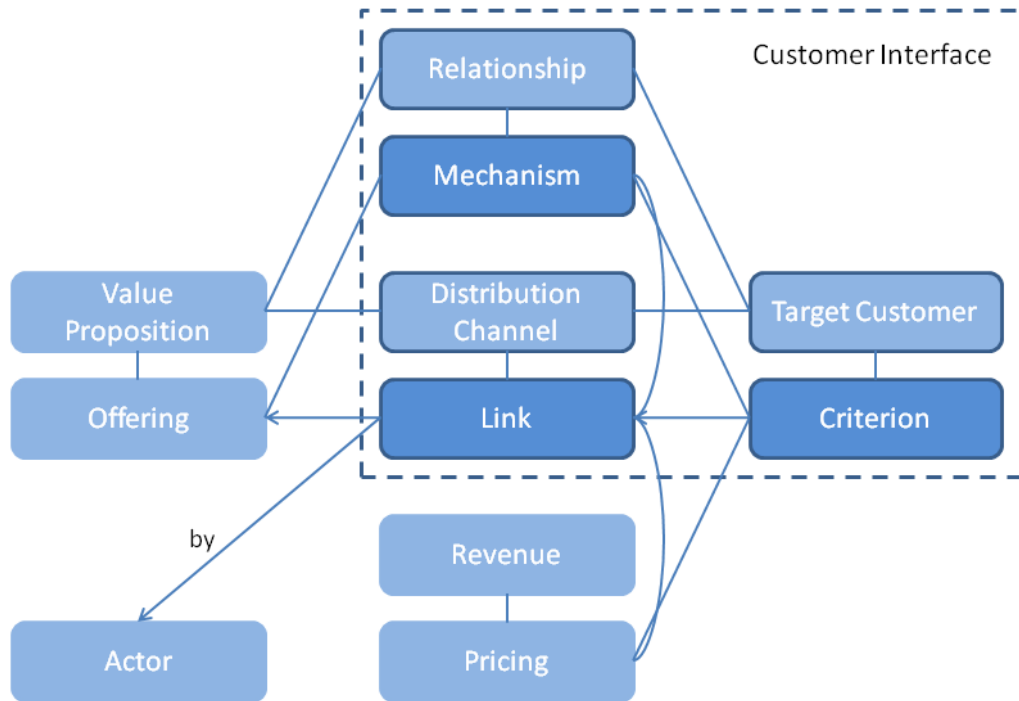 Customer Interface
Relationship
Mechanism
Value
Proposition
Distribution
Channel
Target Customer
Offering
Link
Criterion
by
Revenue
Actor
Pricing